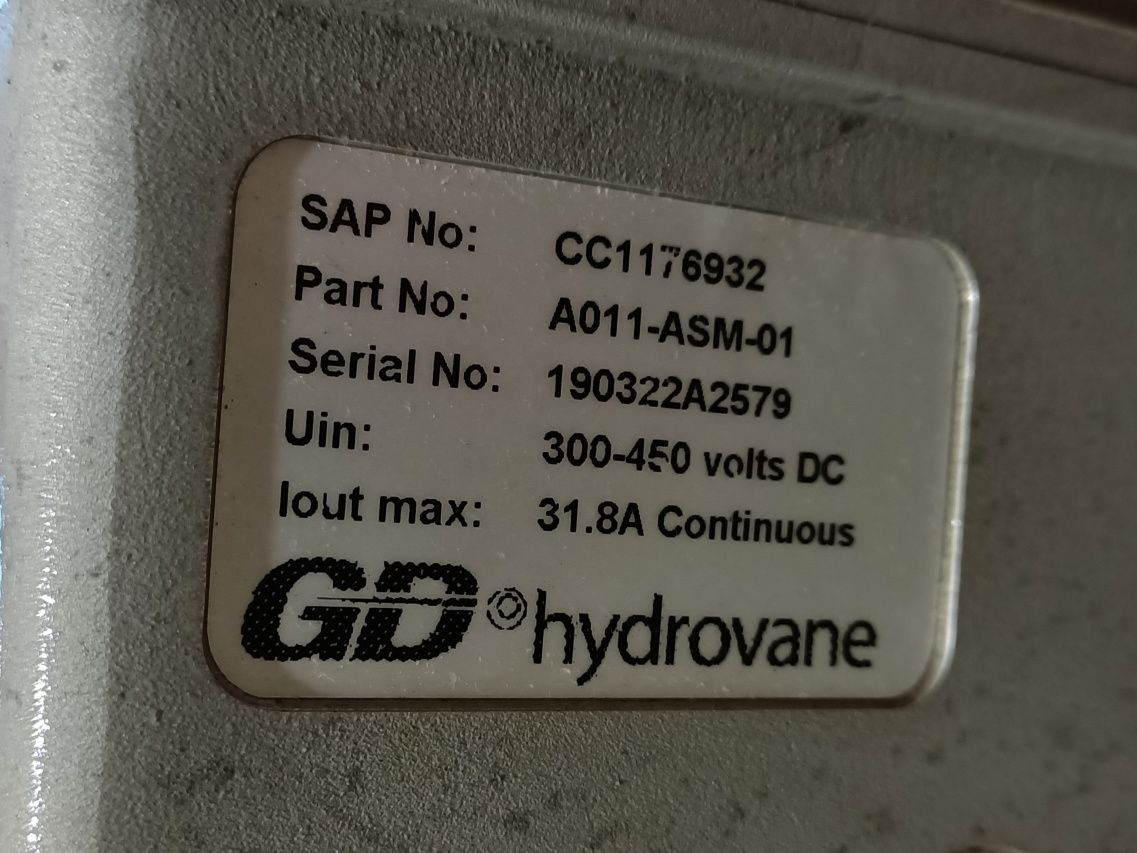 SAP No: CC1176932
Part No: A011-ASM-01
Serial No: 190322A2579
Uin: 300-450 volts DC
Iout max: 31.8A Continuous
GD hydrovane